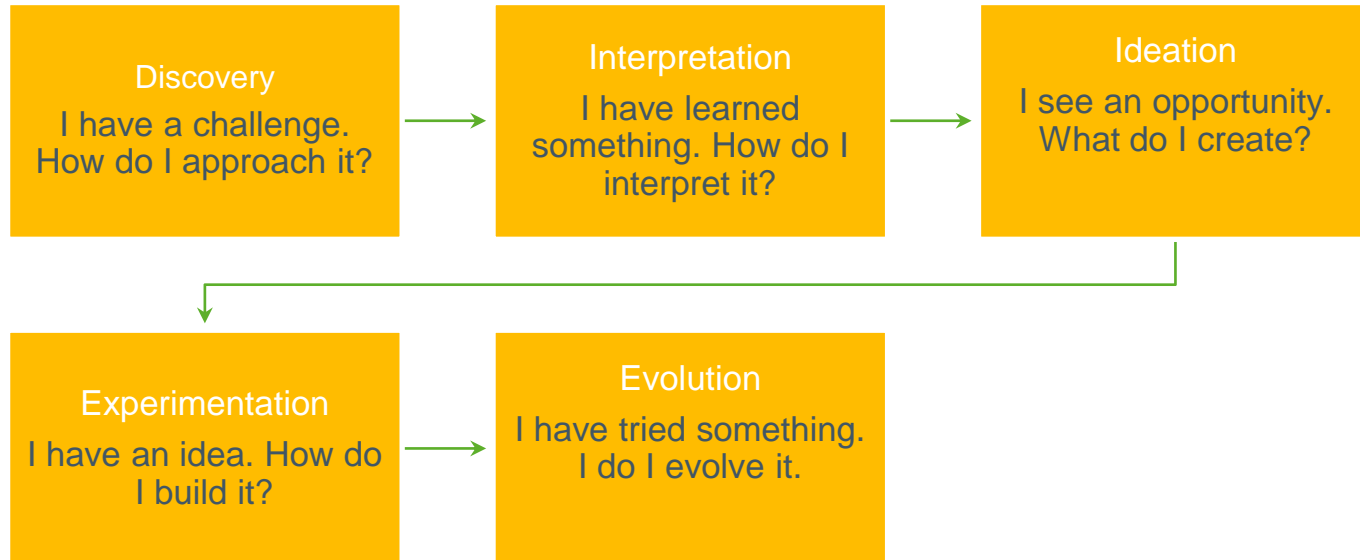 Discovery
I have a challenge.
How do I approach it?
Interpretation
I have learned
something. How do I
interpret it?
Ideation
I see an opportunity.
What do I create?
Experimentation
I have an idea. How do
I build it?
Evolution
I have tried something.
I do I evolve it.